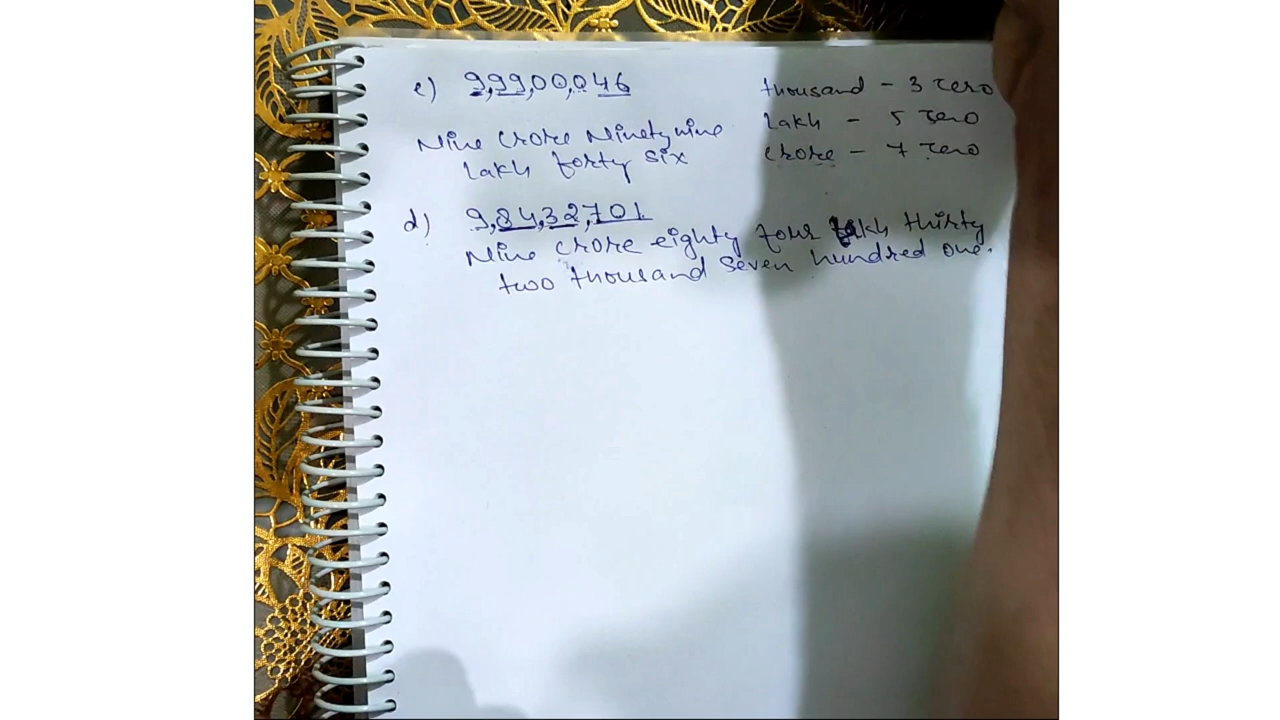 e) 9,99,00,046
Nine crore Ninety nine
lakh forty six
thousand - 3 zero
lakh - 5 zero
crore - 7 zero
d) 9,84,32,701
Nine crore eighty four lakh thirty
two thousand seven hundred one.